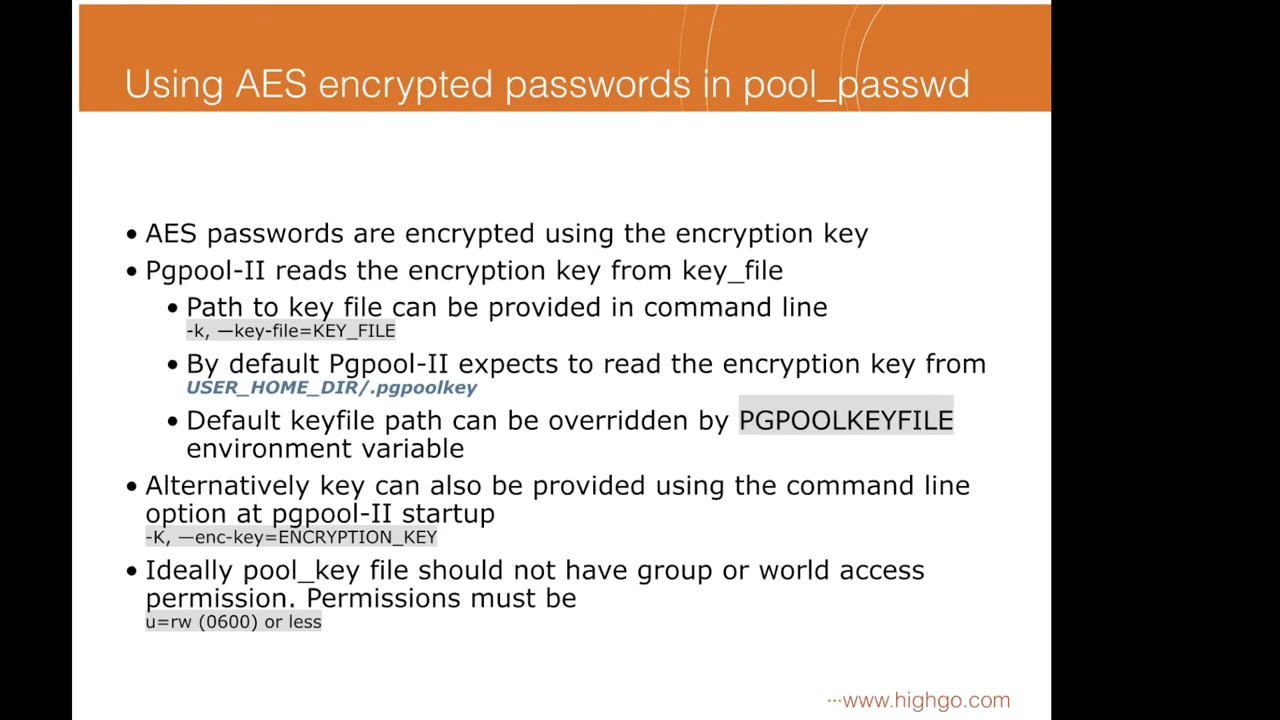 Using AES encrypted passwords in pool_passwd
• AES passwords are encrypted using the encryption key
• Pgpool-II reads the encryption key from key_file
• Path to key file can be provided in command line
-k, —key-file=KEY_FILE
• By default Pgpool-II expects to read the encryption key from
USER_HOME_DIR/.pgpoolkey
• Default keyfile path can be overridden by PGPOOLKEYFILE
environment variable
• Alternatively key can also be provided using the command line
option at pgpool-II startup
-K, —enc-key=ENCRYPTION_KEY
• Ideally pool_key file should not have group or world access
permission. Permissions must be
u=rw (0600) or less
···www.highgo.com